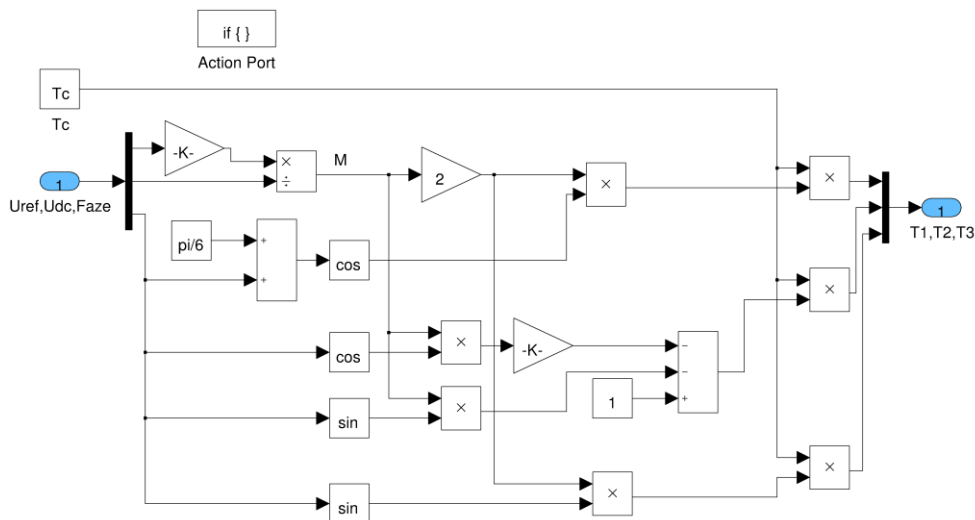 if { }
Action Port
Tc
Tc
-K-
×
÷
M
2
×
×
1
Uref,Udc,Faze
1
T1,T2,T3
pi/6
+
+
cos
×
cos
×
-K-
−
−
+
1
sin
×
sin
×
×